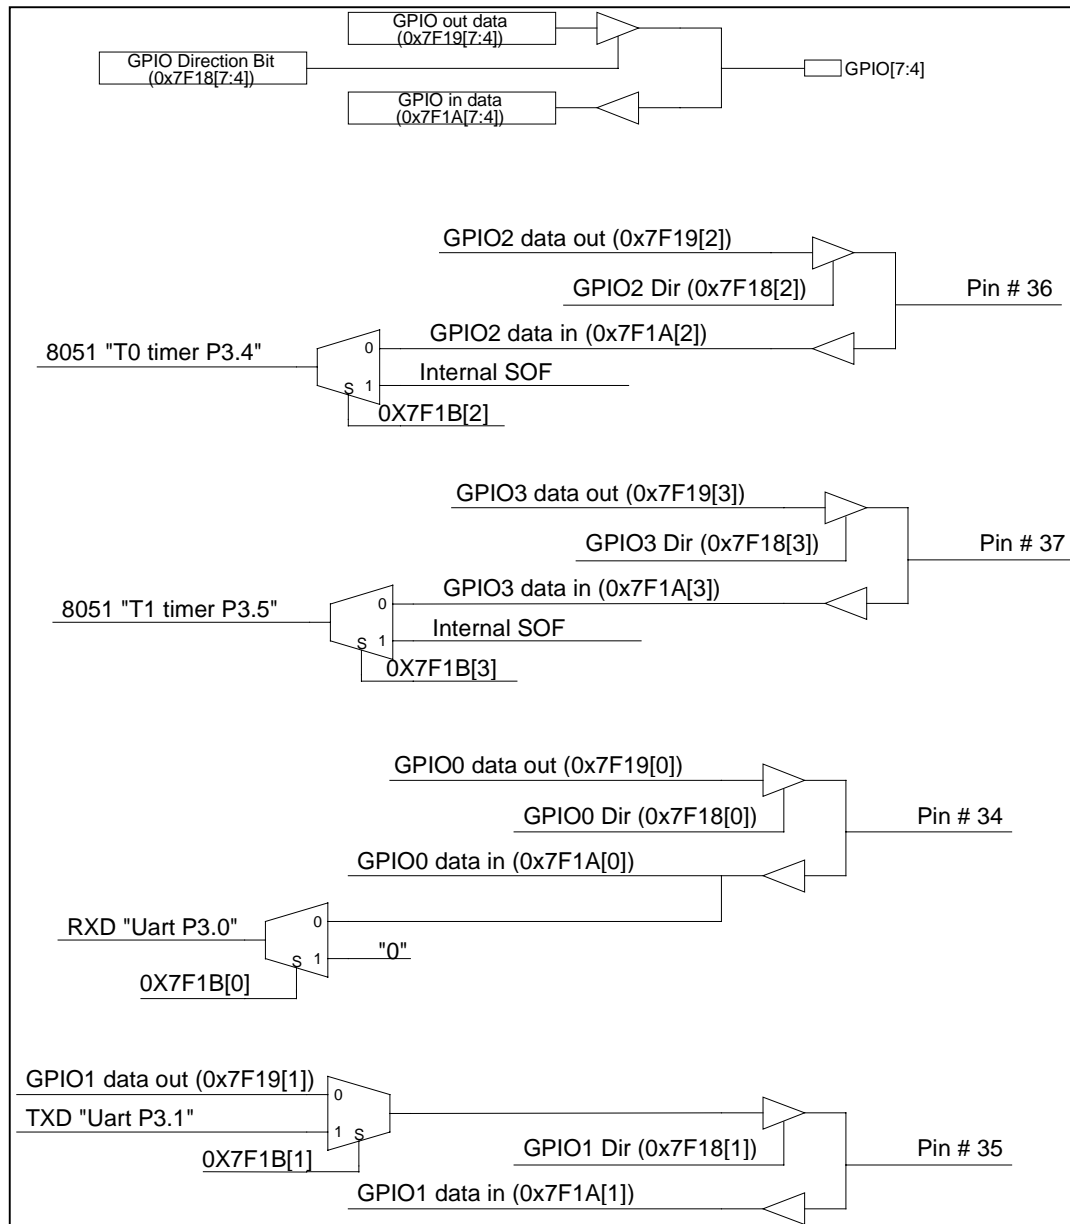 GPIO out data
(0x7F19[7:4])
GPIO Direction Bit
(0x7F18[7:4])
GPIO[7:4]
GPIO in data
(0x7F1A[7:4])
GPIO2 data out (0x7F19[2])
GPIO2 Dir (0x7F18[2])
Pin # 36
GPIO2 data in (0x7F1A[2])
8051 "T0 timer P3.4"
0
Internal SOF
S
1
0X7F1B[2]
GPIO3 data out (0x7F19[3])
GPIO3 Dir (0x7F18[3])
Pin # 37
GPIO3 data in (0x7F1A[3])
8051 "T1 timer P3.5"
0
Internal SOF
S
1
0X7F1B[3]
GPIO0 data out (0x7F19[0])
GPIO0 Dir (0x7F18[0])
Pin # 34
GPIO0 data in (0x7F1A[0])
RXD "Uart P3.0"
0
"0"
S
1
0X7F1B[0]
GPIO1 data out (0x7F19[1])
0
TXD "Uart P3.1"
1
S
0X7F1B[1]
GPIO1 Dir (0x7F18[1])
Pin # 35
GPIO1 data in (0x7F1A[1])